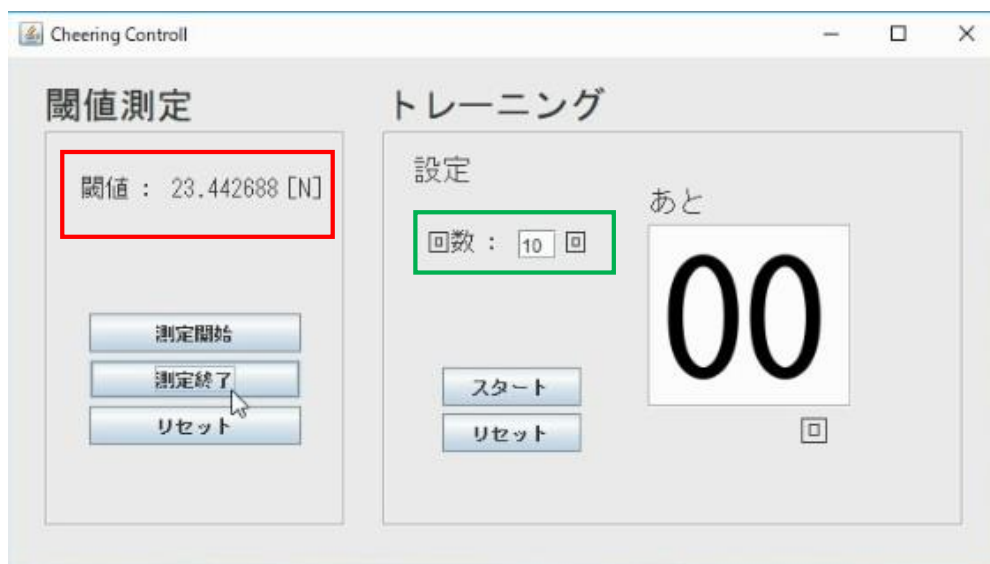 Cheering Controll
閾値測定
閾値 : 23.442688 [N]
測定開始
測定終了
リセット
トレーニング
設定
回数 : 10 回
スタート
リセット
あと
00
回